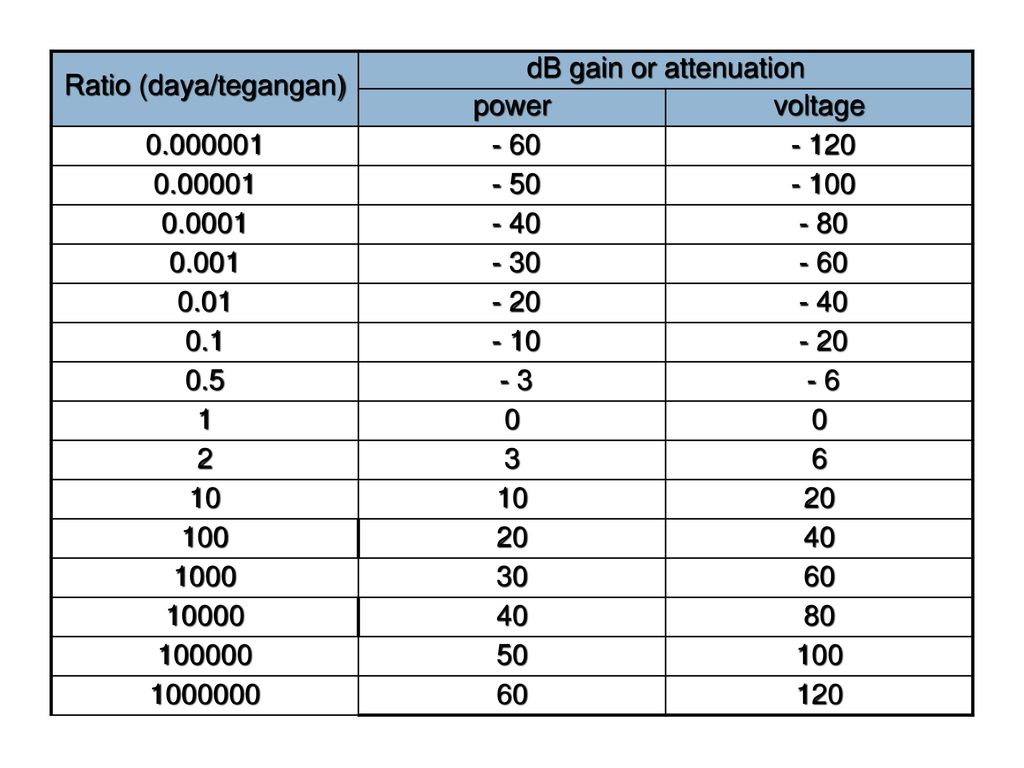 Ratio (daya/tegangan) dB gain or attenuation
power voltage
0.000001 - 60 - 120
0.00001 - 50 - 100
0.0001 - 40 - 80
0.001 - 30 - 60
0.01 - 20 - 40
0.1 - 10 - 20
0.5 - 3 - 6
1 0 0
2 3 6
10 10 20
100 20 40
1000 30 60
10000 40 80
100000 50 100
1000000 60 120